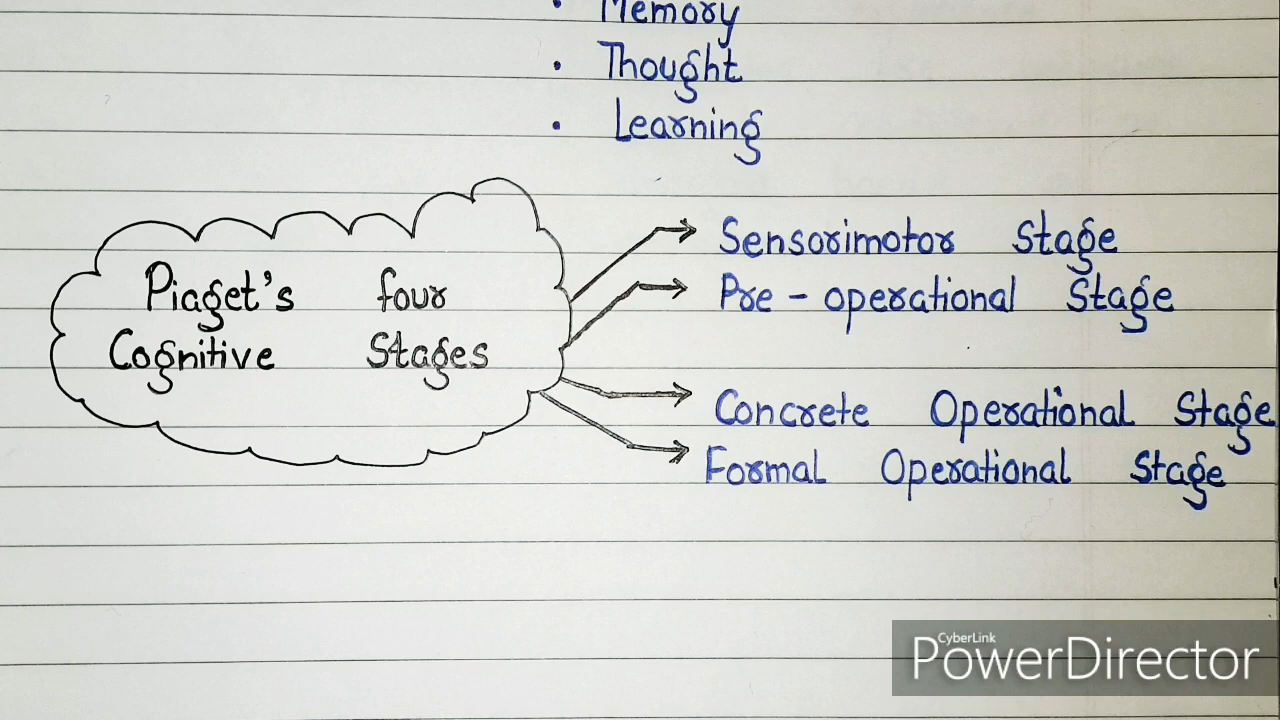 • Memory
• Thought
• Learning
Piaget's four
Cognitive Stages
Sensorimotor Stage
Pre - operational Stage
Concrete Operational Stage
Formal Operational Stage
CyberLink
PowerDirector